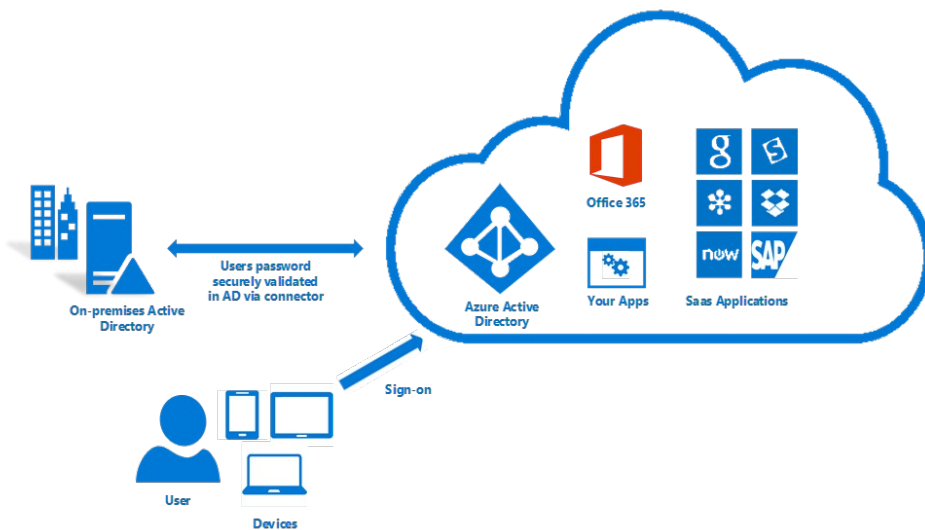 Office 365
g
S
now
SAP
Users password
securely validated
in AD via connector
On-premises Active
Directory
Azure Active
Directory
Your Apps
Saas Applications
Sign-on
User
Devices